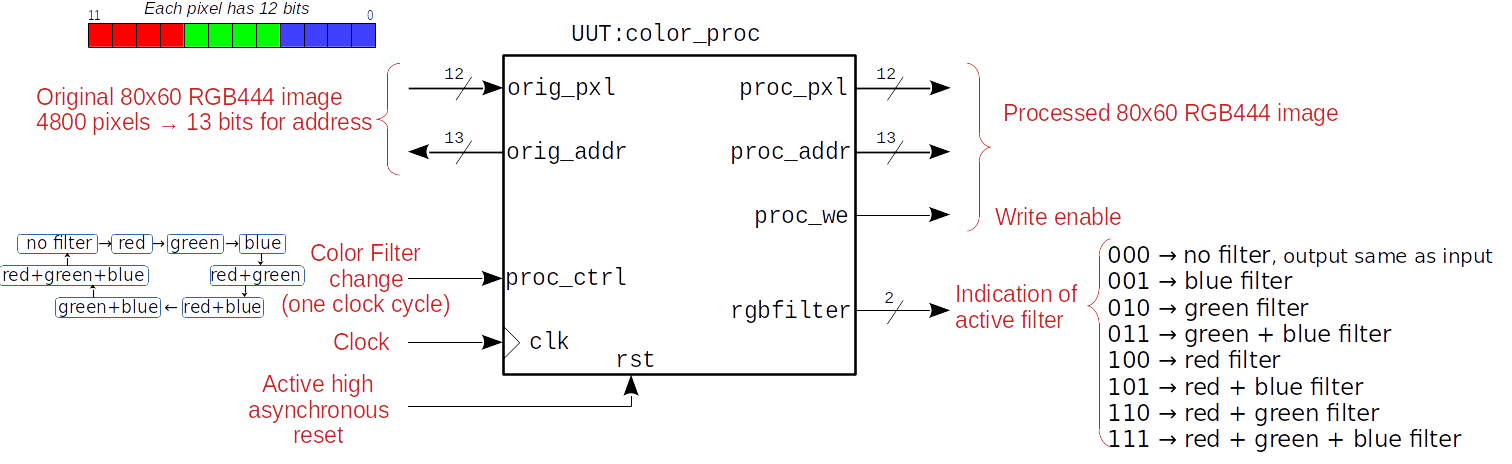 Each pixel has 12 bits
11
0
UUT:color_proc
Original 80x60 RGB444 image
4800 pixels → 13 bits for address
12
orig_pxl
13
orig_addr
proc_pxl
12
proc_addr
13
proc_we
Processed 80x60 RGB444 image
Write enable
no filter → red → green → blue
red+green+blue
red+green
green+blue ← red+blue
Color Filter
change
(one clock cycle)
proc_ctrl
Clock
clk
rst
Active high
asynchronous
reset
rgbfilter
2
Indication of
active filter
000 → no filter, output same as input
001 → blue filter
010 → green filter
011 → green + blue filter
100 → red filter
101 → red + blue filter
110 → red + green filter
111 → red + green + blue filter